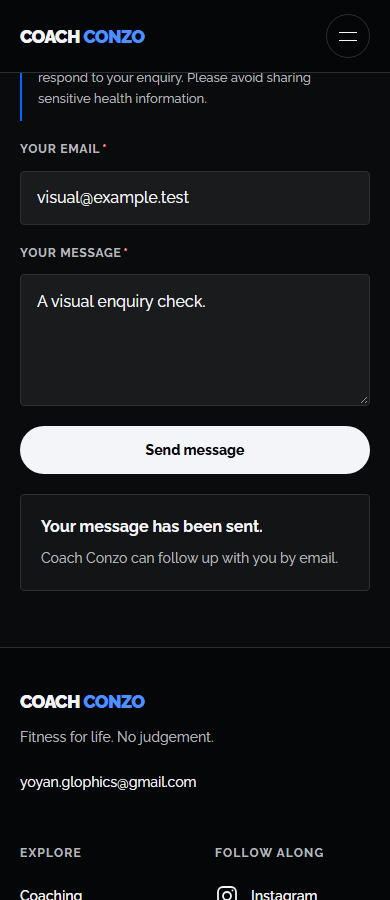 COACH CONZO
respond to your enquiry. Please avoid sharing
sensitive health information.
YOUR EMAIL *
visual@example.test
YOUR MESSAGE *
A visual enquiry check.
Send message
Your message has been sent.
Coach Conzo can follow up with you by email.
COACH CONZO
Fitness for life. No judgement.
yoyan.glophics@gmail.com
EXPLORE
FOLLOW ALONG
Coaching
Instagram